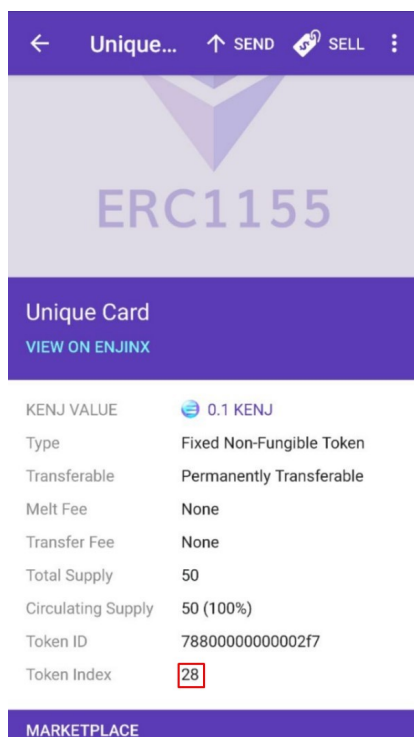 ← Unique... ↑ SEND SELL
ERC1155
Unique Card
VIEW ON ENJINX
KENJ VALUE 0.1 KENJ
Type Fixed Non-Fungible Token
Transferable Permanently Transferable
Melt Fee None
Transfer Fee None
Total Supply 50
Circulating Supply 50 (100%)
Token ID 78800000000002f7
Token Index 28
MARKETPLACE